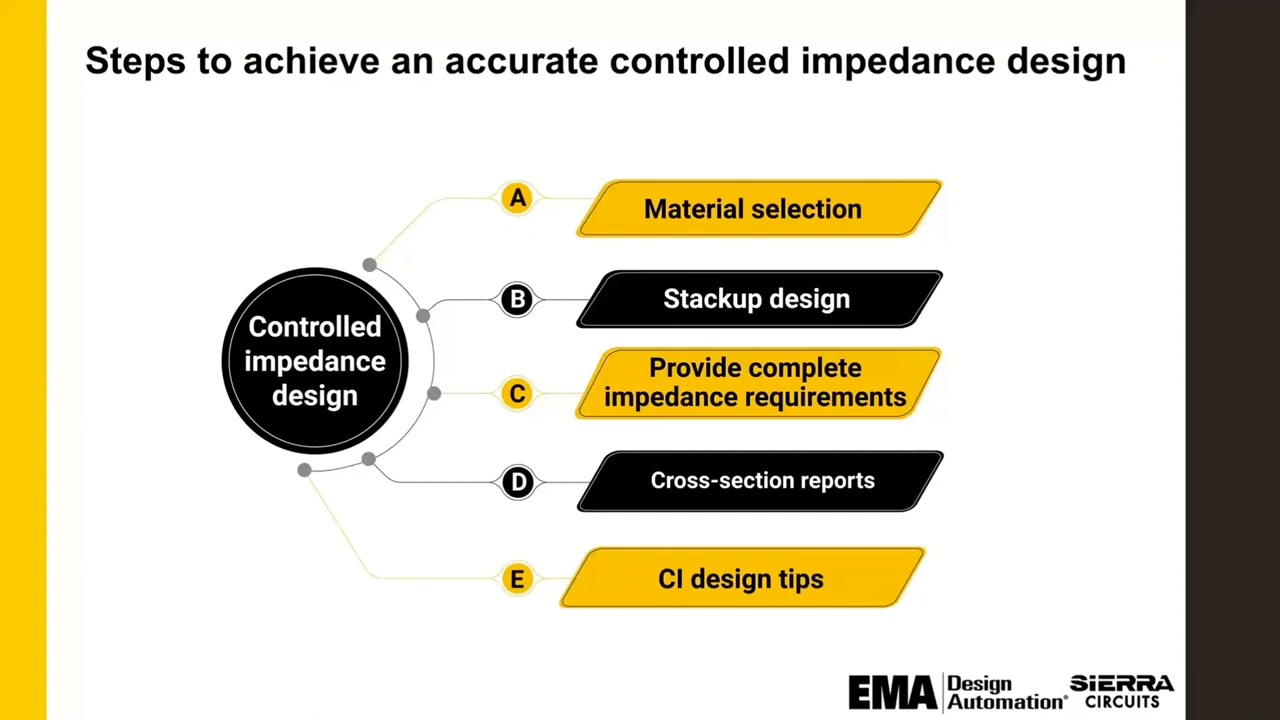 Steps to achieve an accurate controlled impedance design
Controlled
impedance
design
A
Material selection
B
Stackup design
C
Provide complete
impedance requirements
D
Cross-section reports
E
CI design tips
EMA
Design
Automation®
SIERRA
CIRCUITS